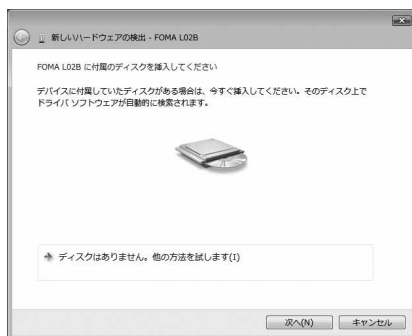 新しいハードウェアの検出 - FOMA L02B
FOMA L02B に付属のディスクを挿入してください
デバイスに付属していたディスクがある場合は、今すぐ挿入してください。そのディスク上で
ドライバ ソフトウェアが自動的に検索されます。
ディスクはありません。他の方法を試します(I)
次へ(N)
キャンセル